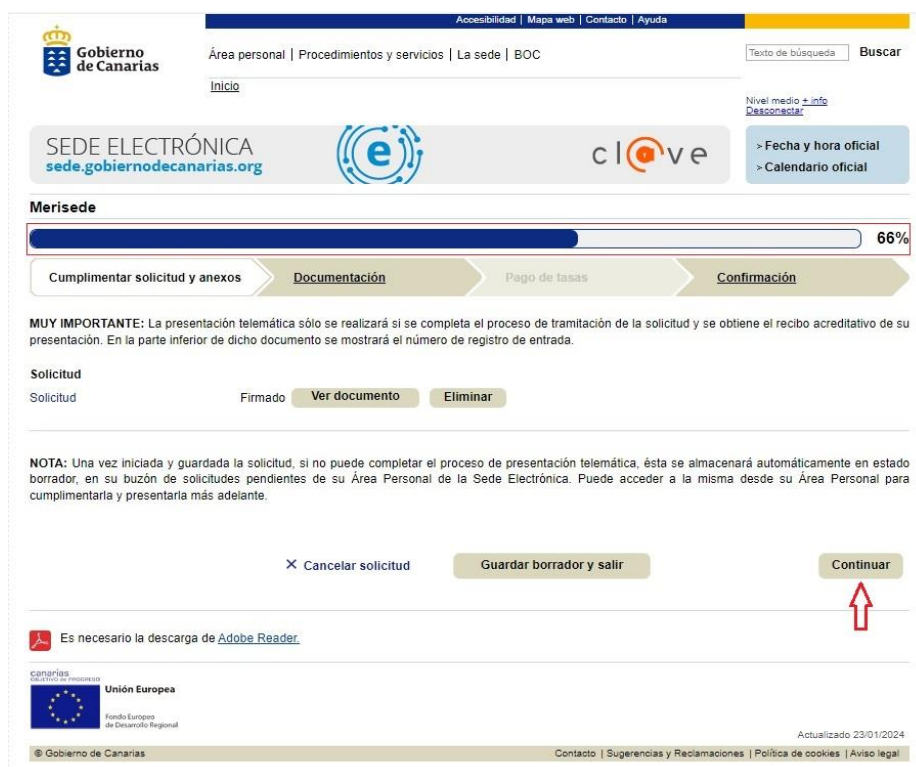 Accesibilidad | Mapa web | Contacto | Ayuda
Gobierno
de Canarias
Área personal | Procedimientos y servicios | La sede | BOC
Texto de búsqueda Buscar
Inicio
Nivel medio + info
Desconectar
SEDE ELECTRÓNICA
sede.gobiernodecanarias.org
e
cl@ve
> Fecha y hora oficial
> Calendario oficial
Merisede
66%
Cumplimentar solicitud y anexos Documentación Pago de tasas Confirmación
MUY IMPORTANTE: La presentación telemática sólo se realizará si se completa el proceso de tramitación de la solicitud y se obtiene el recibo acreditativo de su
presentación. En la parte inferior de dicho documento se mostrará el número de registro de entrada.
Solicitud
Solicitud Firmado Ver documento Eliminar
NOTA: Una vez iniciada y guardada la solicitud, si no puede completar el proceso de presentación telemática, ésta se almacenará automáticamente en estado
borrador, en su buzón de solicitudes pendientes de su Área Personal de la Sede Electrónica. Puede acceder a la misma desde su Área Personal para
cumplimentarla y presentarla más adelante.
✕ Cancelar solicitud Guardar borrador y salir Continuar
Es necesario la descarga de Adobe Reader.
canarias
OBJETIVO DE PROGRESO
Unión Europea
Fondo Europeo
de Desarrollo Regional
Actualizado 23/01/2024
© Gobierno de Canarias Contacto | Sugerencias y Reclamaciones | Política de cookies | Aviso legal